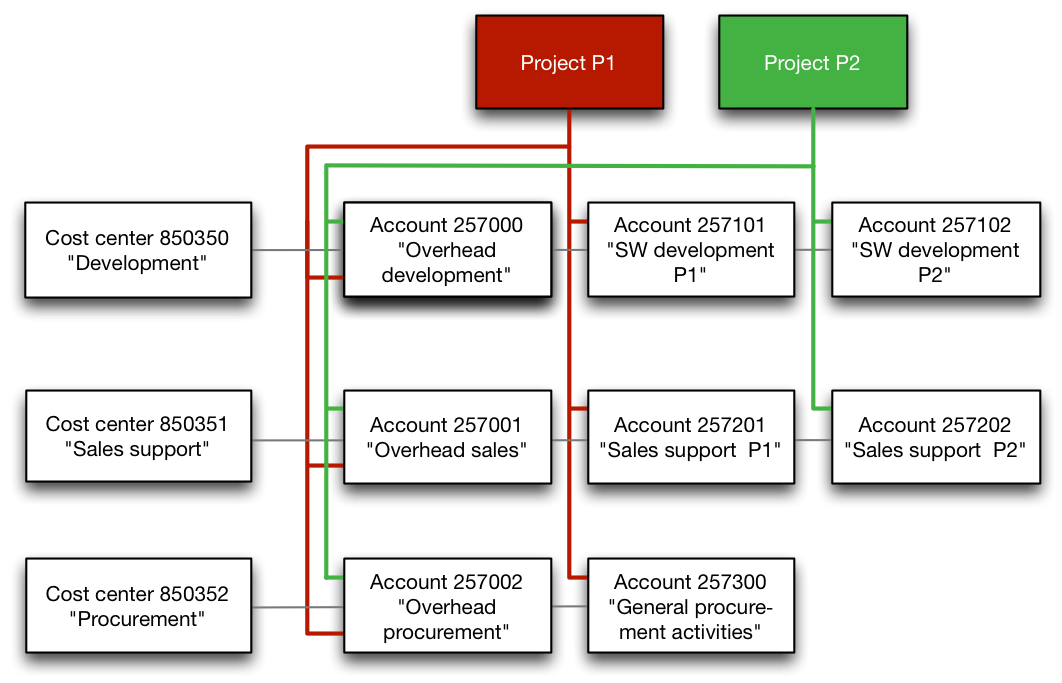 Project P1
Project P2
Cost center 850350
"Development"
Account 257000
"Overhead
development"
Account 257101
"SW development
P1"
Account 257102
"SW development
P2"
Cost center 850351
"Sales support"
Account 257001
"Overhead sales"
Account 257201
"Sales support  P1"
Account 257202
"Sales support  P2"
Cost center 850352
"Procurement"
Account 257002
"Overhead
procurement"
Account 257300
"General procure-
ment activities"